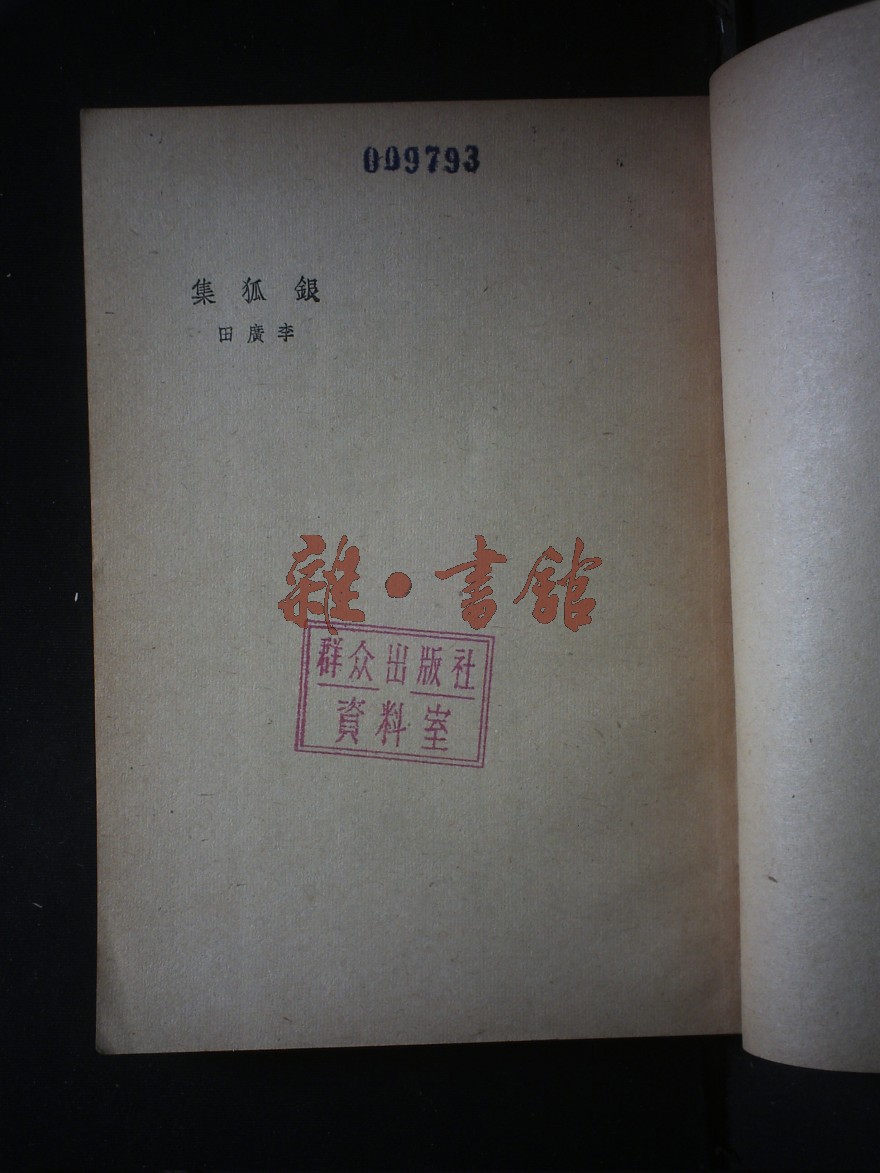 009793
銀狐集
李廣田
雜·書館
群众出版社
資料室